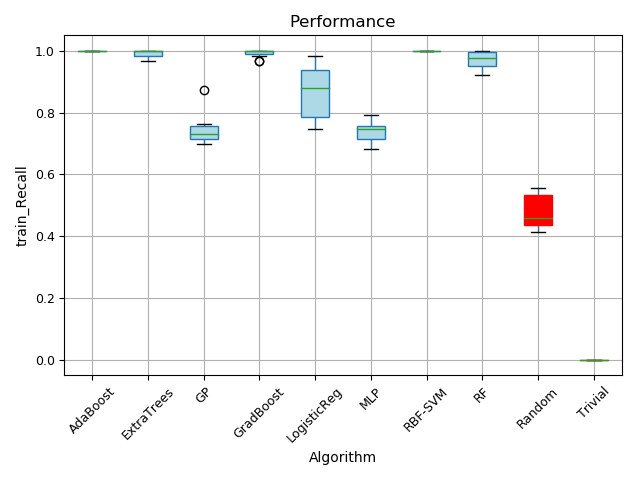 Performance
train_Recall
1.0
0.8
0.6
0.4
0.2
0.0
AdaBoost
ExtraTrees
GP
GradBoost
LogisticReg
MLP
RBF-SVM
RF
Random
Trivial
Algorithm